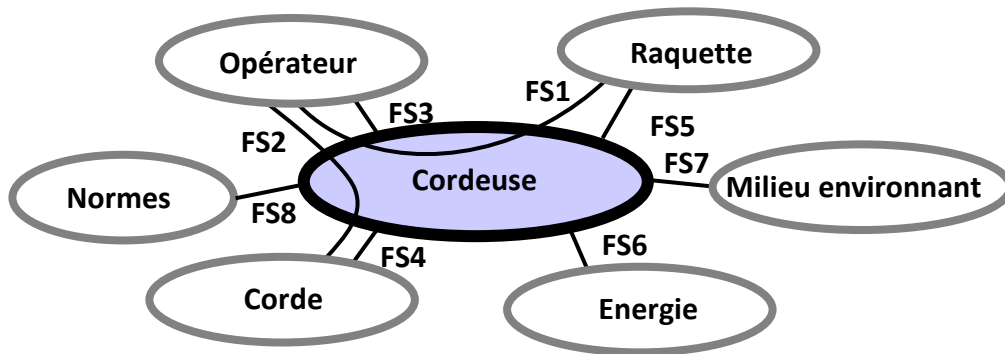 Opérateur
Raquette
FS1
FS3
FS2
FS5
FS7
Cordeuse
Normes
Milieu environnant
FS8
FS4
FS6
Corde
Energie